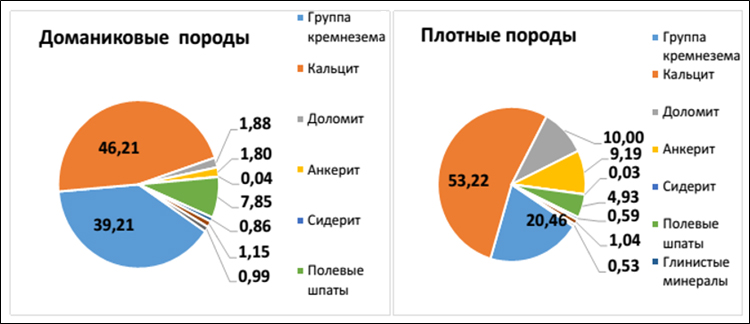 Доманиковые породы
46,21
39,21
1,88
1,80
0,04
7,85
0,86
1,15
0,99
Группа
кремнезема
Кальцит
Доломит
Анкерит
Сидерит
Полевые
шпаты
Плотные породы
53,22
20,46
10,00
9,19
0,03
4,93
0,59
1,04
0,53
Группа
кремнезема
Кальцит
Доломит
Анкерит
Сидерит
Полевые
шпаты
Глинистые
минералы